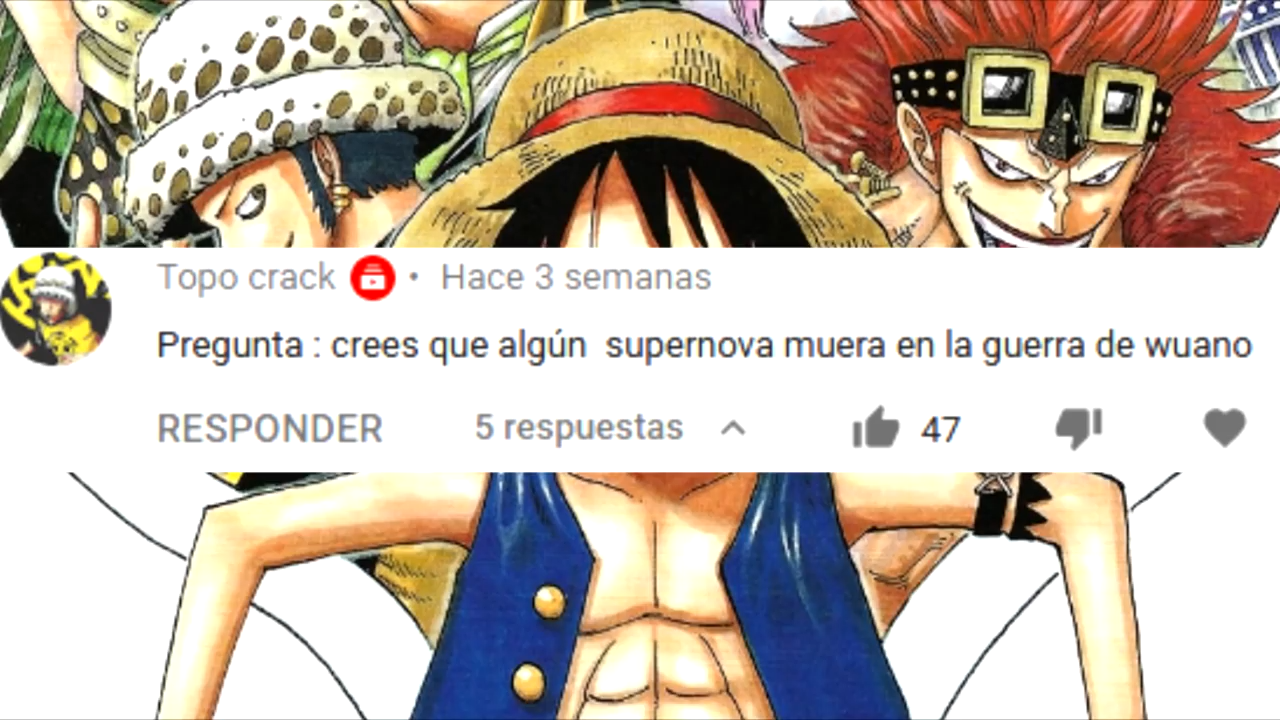 Topo crack • Hace 3 semanas
Pregunta : crees que algún supernova muera en la guerra de wuano
RESPONDER 5 respuestas 47